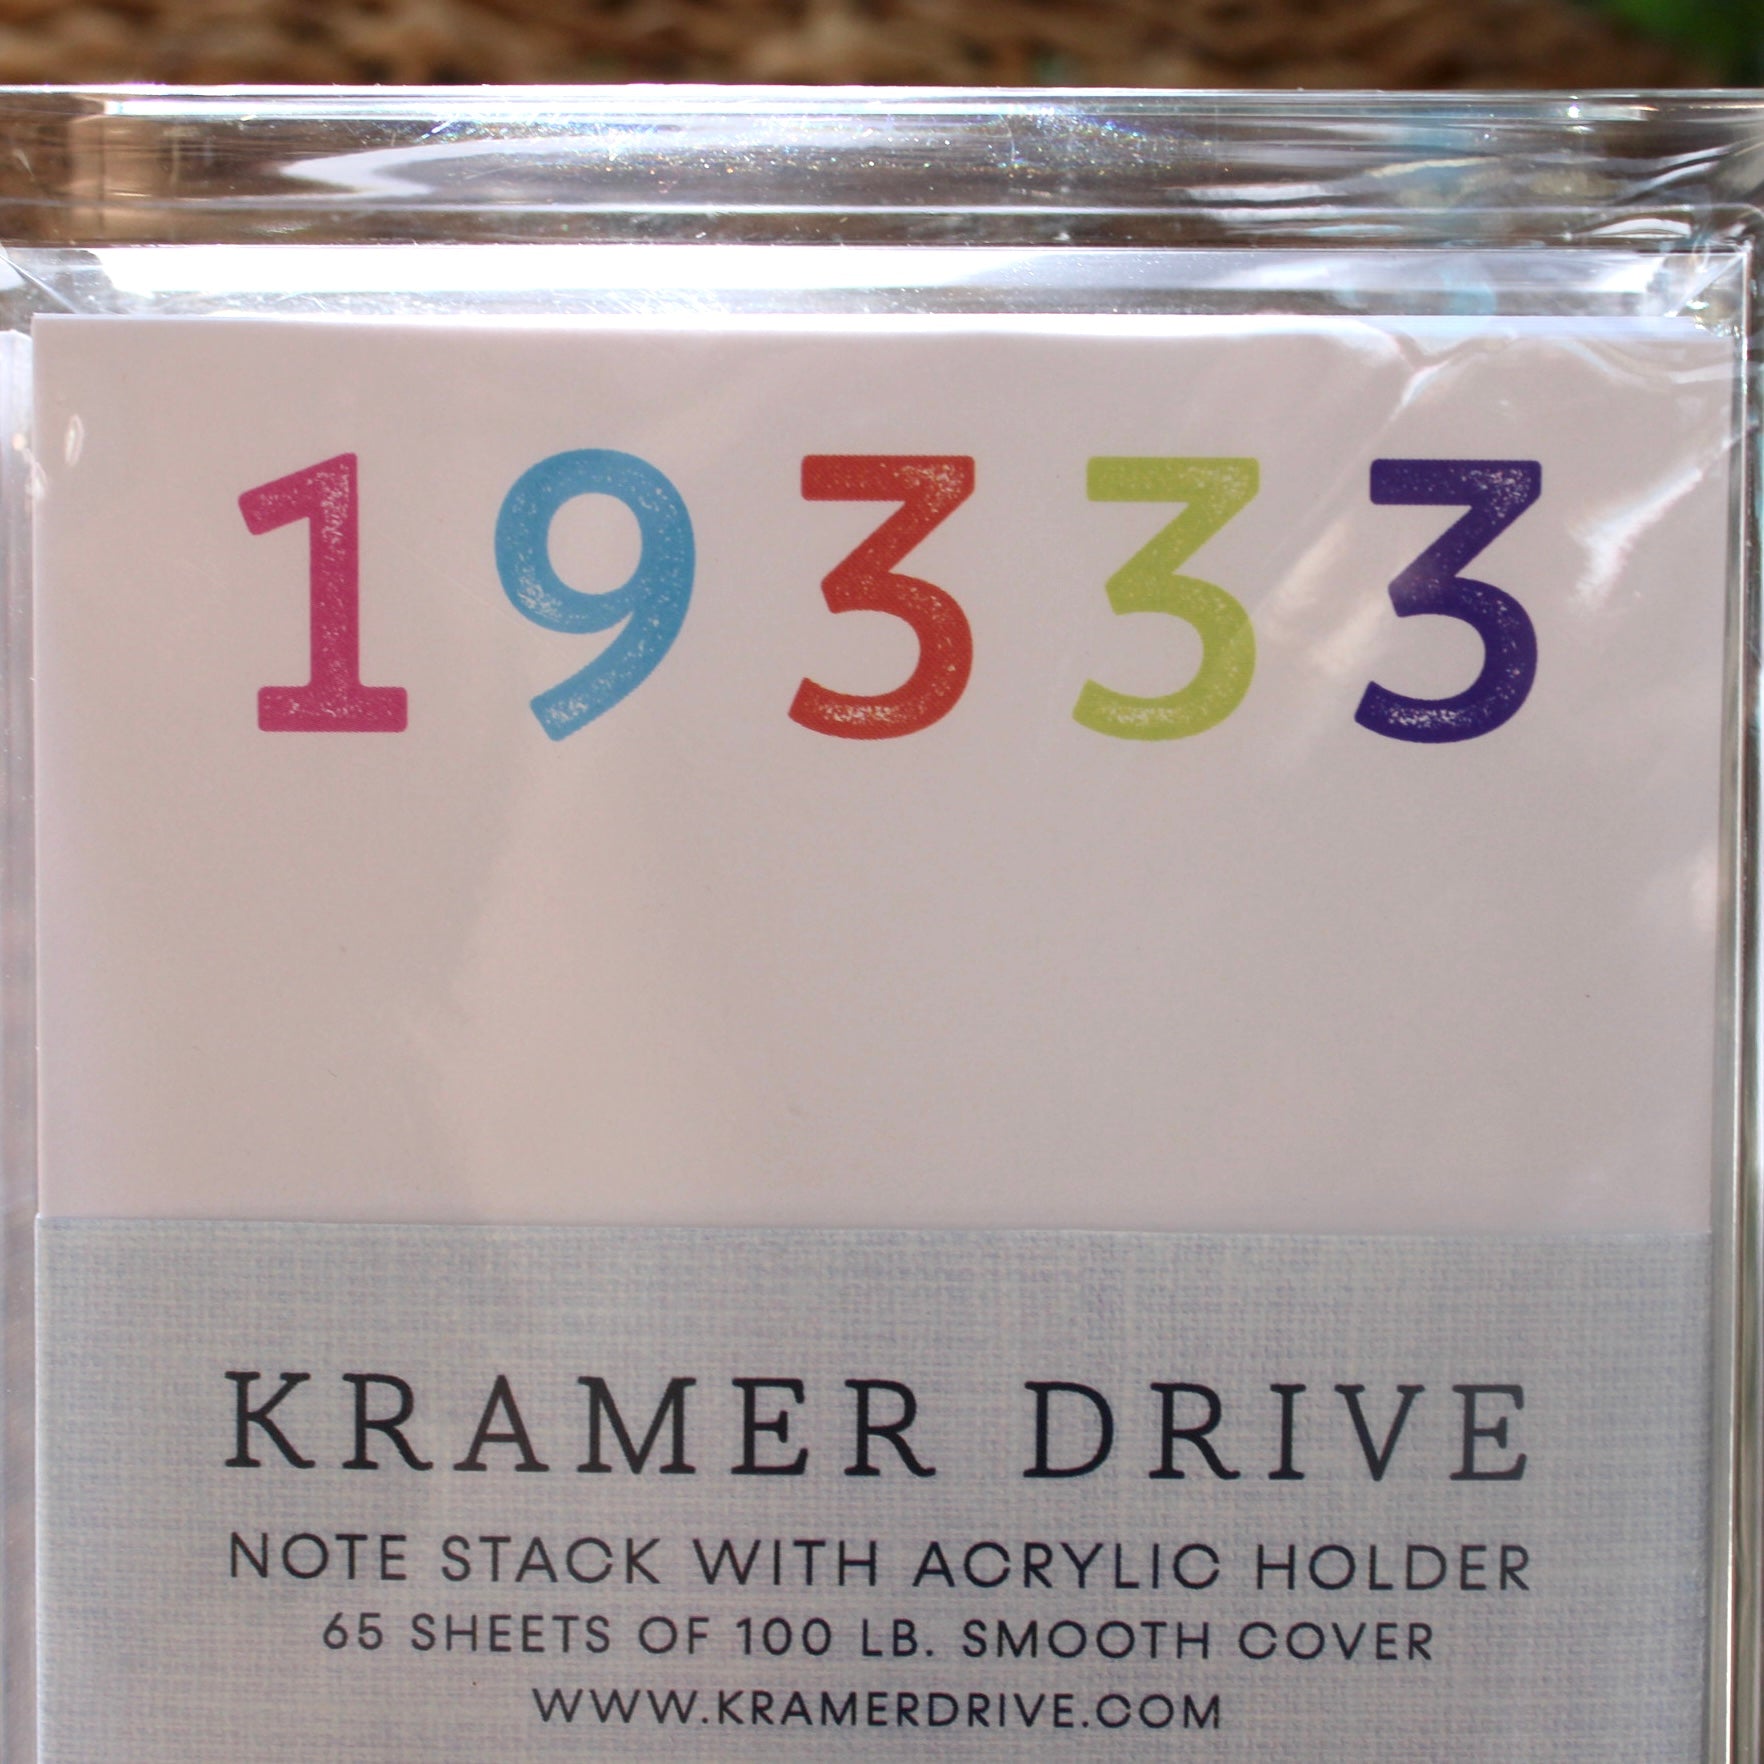 19333
KRAMER DRIVE
NOTE STACK WITH ACRYLIC HOLDER
65 SHEETS OF 100 LB. SMOOTH COVER
WWW.KRAMERDRIVE.COM